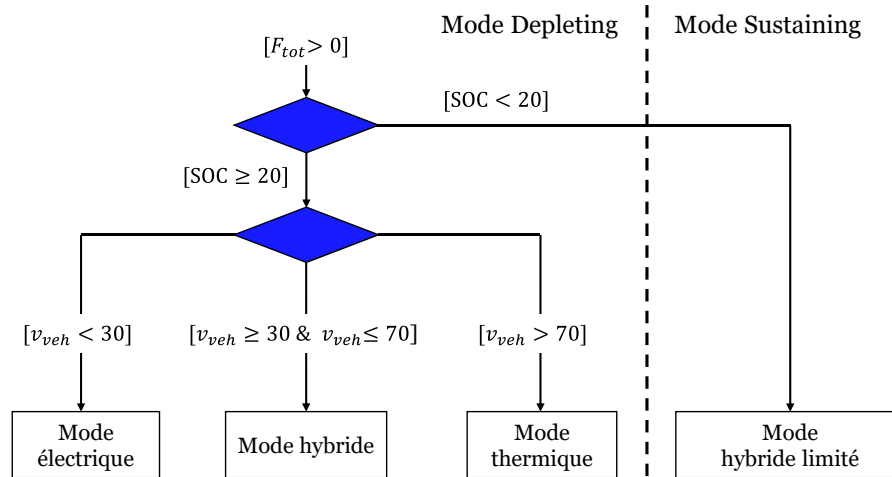 Mode Depleting
Mode Sustaining
[F_tot > 0]
[SOC < 20]
[SOC ≥ 20]
[v_veh < 30]
[v_veh ≥ 30 & v_veh ≤ 70]
[v_veh > 70]
Mode
électrique
Mode hybride
Mode
thermique
Mode
hybride limité